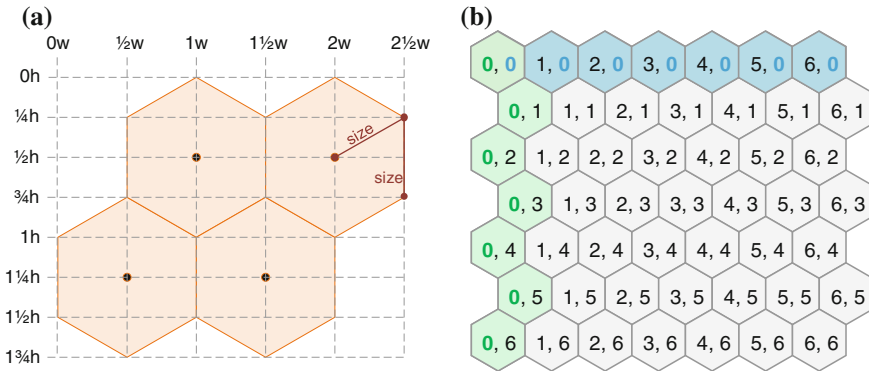 (a)
0w ½w 1w 1½w 2w 2½w
0h
¼h
½h
¾h
1h
1¼h
1½h
1¾h
size
size
(b)
0, 0 1, 0 2, 0 3, 0 4, 0 5, 0 6, 0
0, 1 1, 1 2, 1 3, 1 4, 1 5, 1 6, 1
0, 2 1, 2 2, 2 3, 2 4, 2 5, 2 6, 2
0, 3 1, 3 2, 3 3, 3 4, 3 5, 3 6, 3
0, 4 1, 4 2, 4 3, 4 4, 4 5, 4 6, 4
0, 5 1, 5 2, 5 3, 5 4, 5 5, 5 6, 5
0, 6 1, 6 2, 6 3, 6 4, 6 5, 6 6, 6